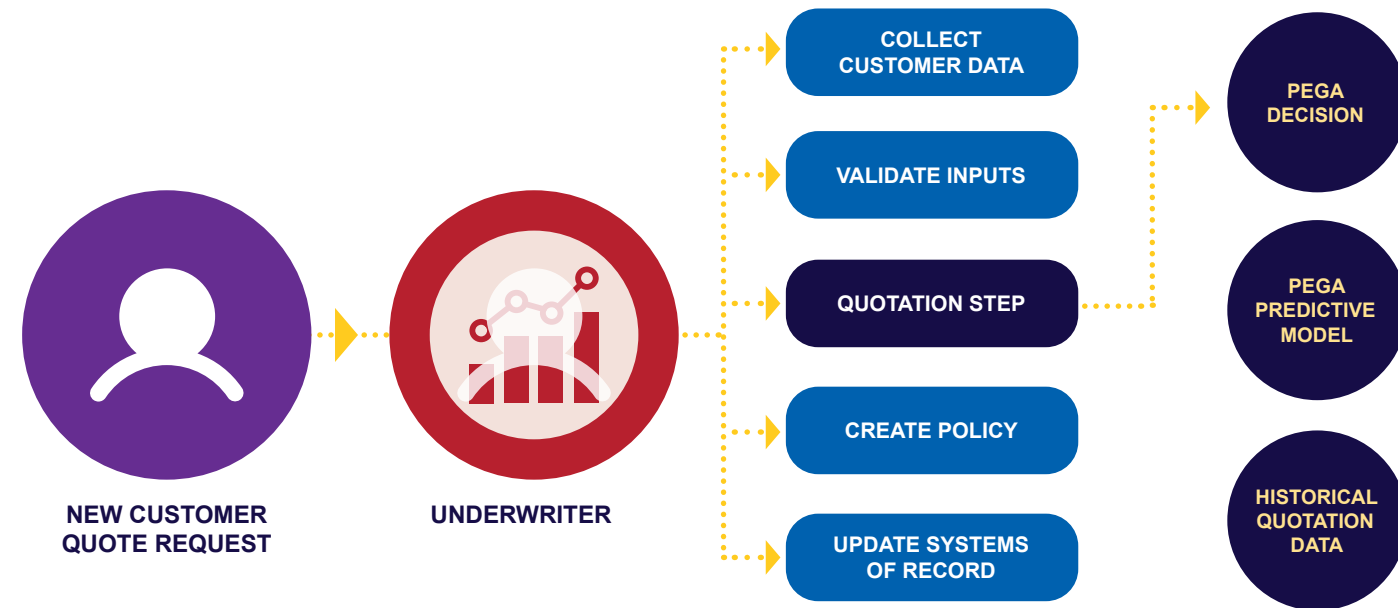 NEW CUSTOMER
QUOTE REQUEST
UNDERWRITER
COLLECT
CUSTOMER DATA
VALIDATE INPUTS
QUOTATION STEP
CREATE POLICY
UPDATE SYSTEMS
OF RECORD
PEGA
DECISION
PEGA
PREDICTIVE
MODEL
HISTORICAL
QUOTATION
DATA